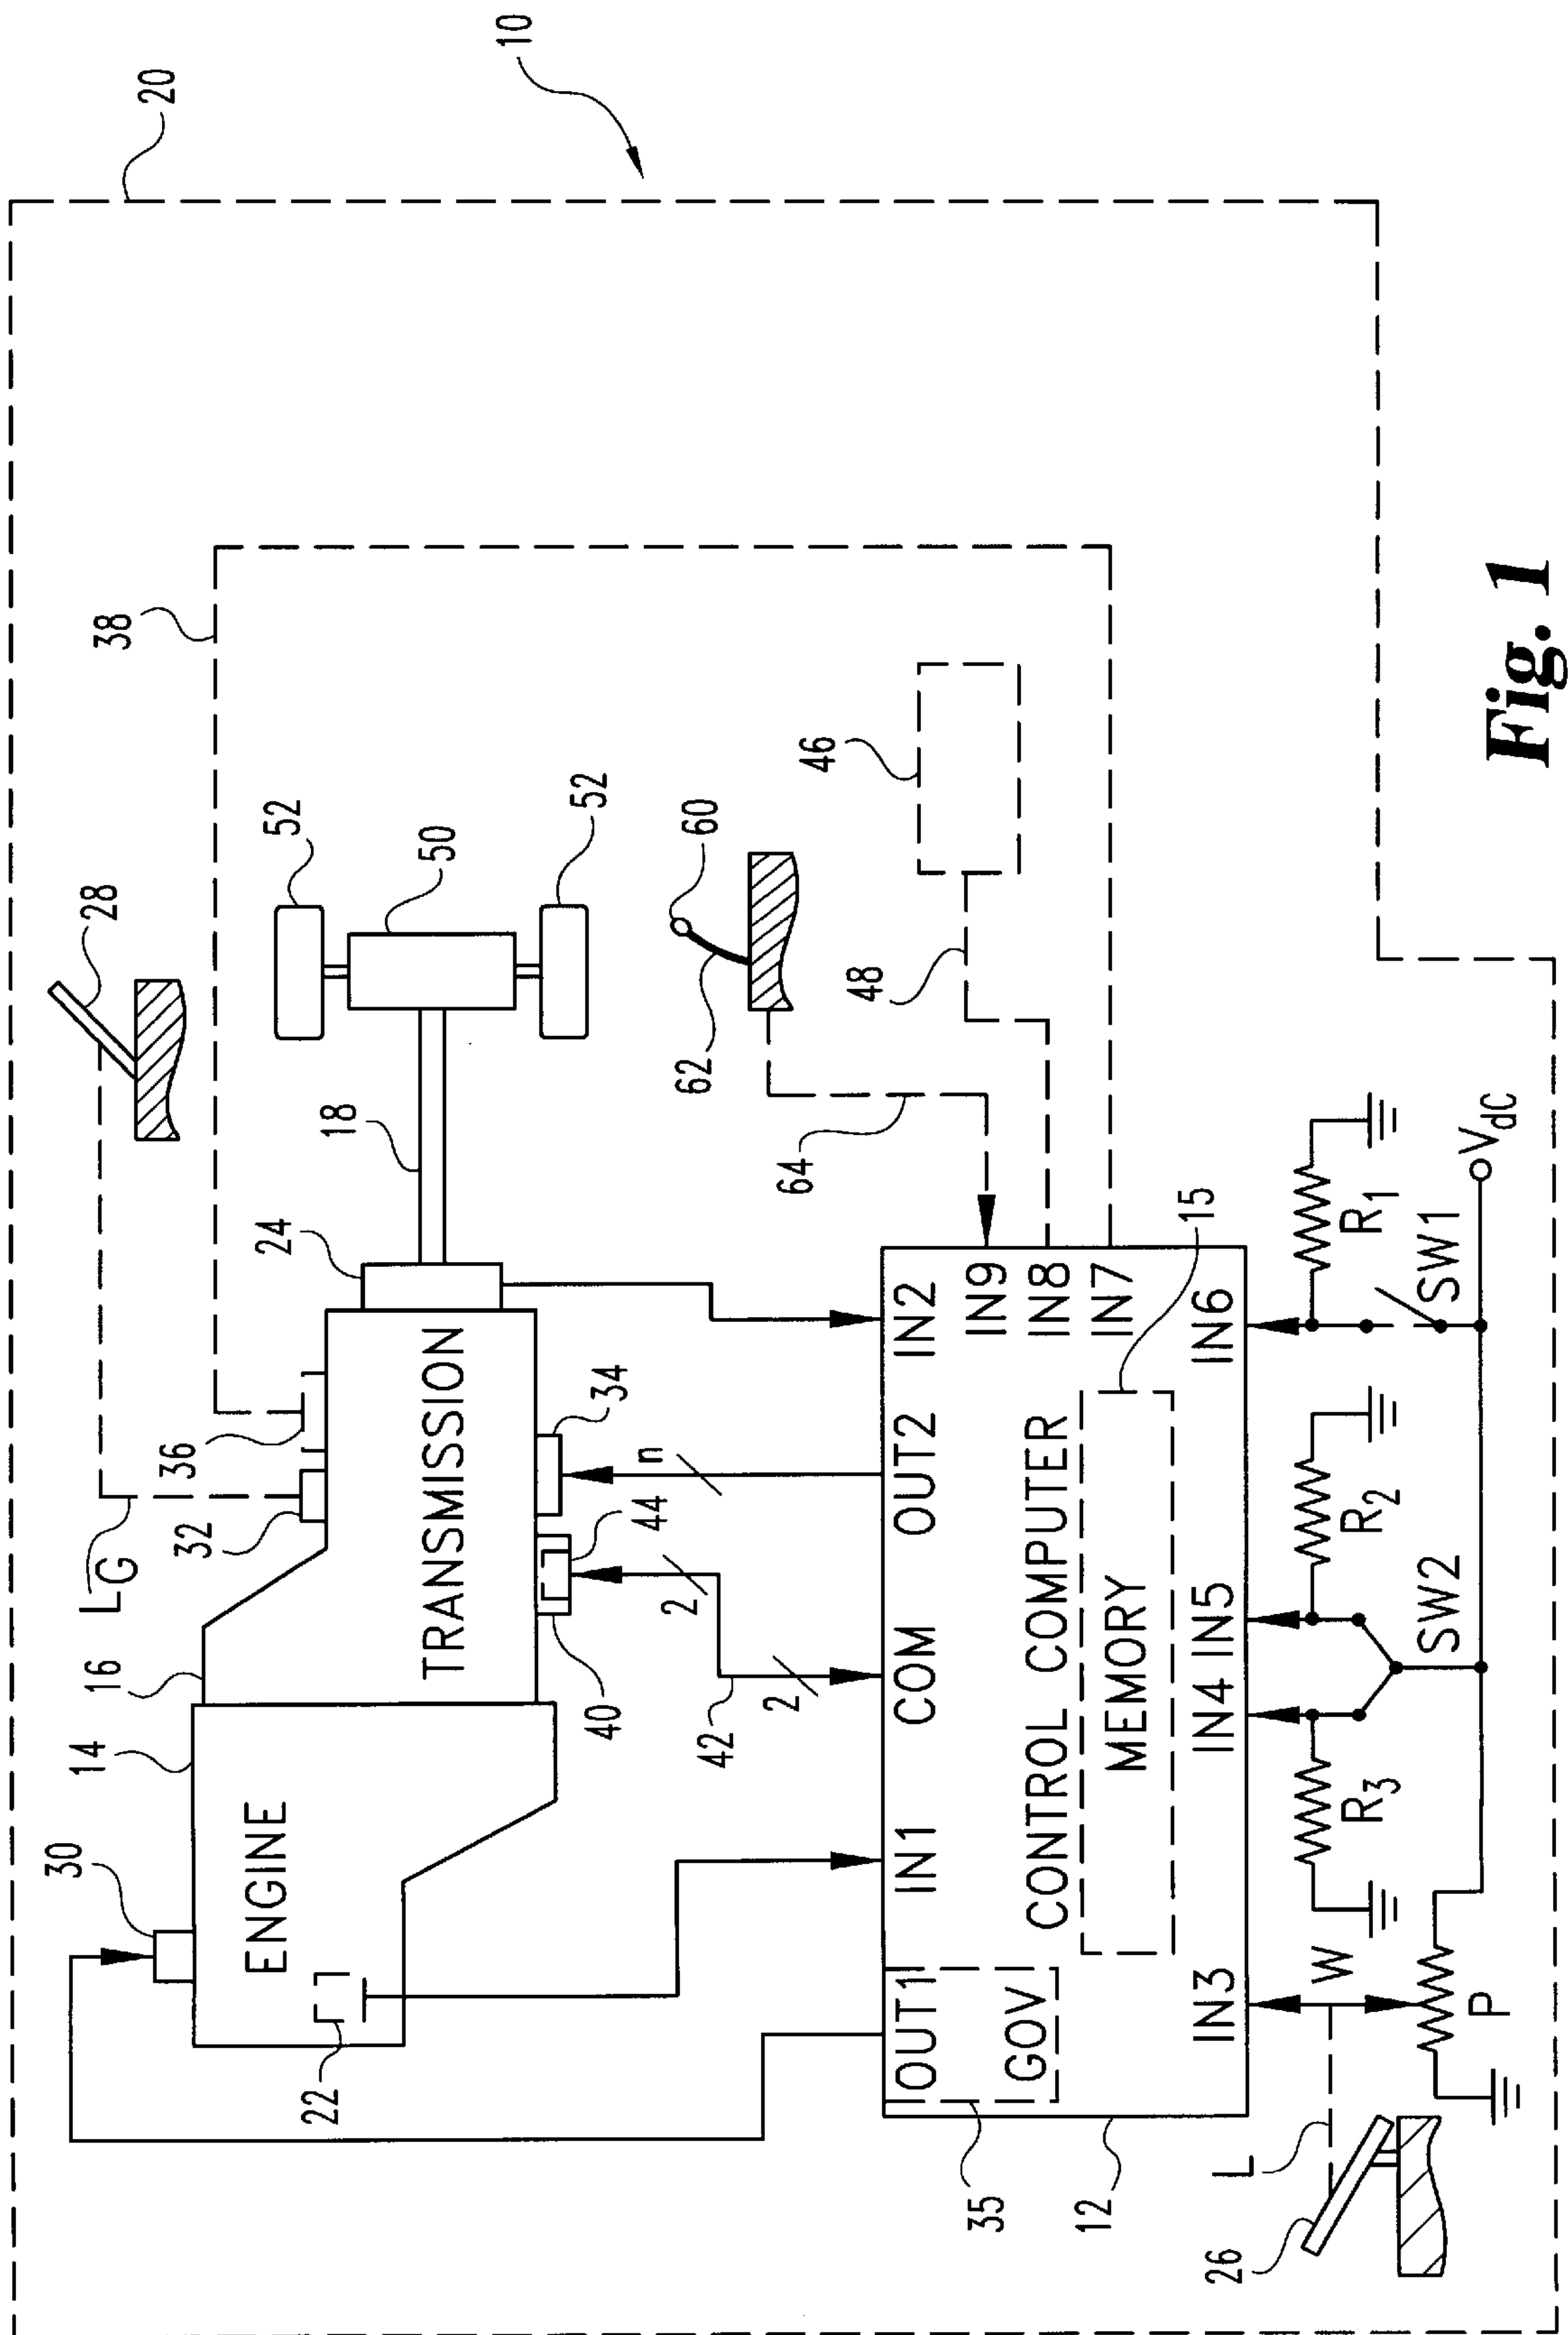 10
20
28
38
52
50
52
60
62
46
48
64
18
24
L_G
32
36
16
14
30
ENGINE
TRANSMISSION
22
34
n
44
2
40
42
2
OUT1
IN1
COM
OUT2
IN2
GOV
CONTROL COMPUTER
MEMORY
15
IN9
IN8
IN7
IN3
IN4
IN5
IN6
35
12
L
26
W
P
R3
R2
R1
SW2
SW1
VdC
Fig. 1